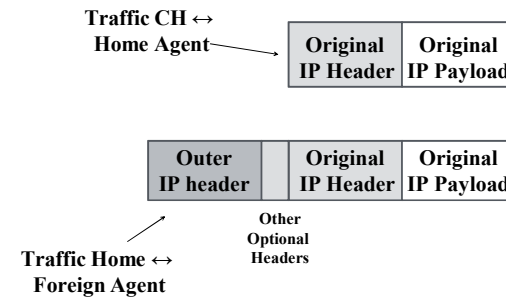 Traffic CH ↔
Home Agent
Original
IP Header
Original
IP Payload
Outer
IP header
Original
IP Header
Original
IP Payload
Other
Optional
Headers
Traffic Home ↔
Foreign Agent